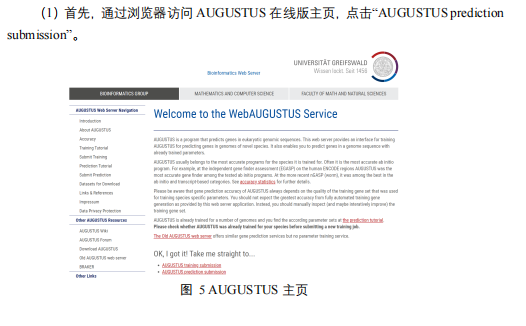 （1）首先，通过浏览器访问 AUGUSTUS 在线版主页，点击“AUGUSTUS prediction
submission”。
UNIVERSITÄT GREIFSWALD
Wissen lockt. Seit 1456
Bioinformatics Web Server
BIOINFORMATICS GROUP
MATHEMATICS AND COMPUTER SCIENCE
FACULTY OF MATH AND NATURAL SCIENCES
AUGUSTUS Web Server Navigation
Introduction
About AUGUSTUS
Accuracy
Training Tutorial
Submit Training
Prediction Tutorial
Submit Prediction
Datasets for Download
Links & References
Impressum
Data Privacy Protection
Other AUGUSTUS Resources
AUGUSTUS Wiki
AUGUSTUS Forum
Download AUGUSTUS
Old AUGUSTUS web server
BRAKER
Other Links
Welcome to the WebAUGUSTUS Service
AUGUSTUS is a program that predicts genes in eukaryotic genomic sequences. This web server provides an interface for training
AUGUSTUS for predicting genes in genomes of novel species. It also enables you to predict genes in a genome sequence with
already trained parameters.
AUGUSTUS usually belongs to the most accurate programs for the species it is trained for. Often it is the most accurate ab initio
program. For example, at the independent gene finder assessment (EGASP) on the human ENCODE regions AUGUSTUS was the
most accurate gene finder among the tested ab initio programs. At the more recent nGASP (worm), it was among the best in the
ab initio and transcript-based categories. See accuracy statistics for further details.
Please be aware that gene prediction accuracy of AUGUSTUS always depends on the quality of the training gene set that was used
for training species specific parameters. You should not expect the greatest accuracy from fully automated training gene
generation as provided by this web server application. Instead, you should manually inspect (and maybe interatively improve) the
training gene set.
AUGUSTUS is already trained for a number of genomes and you find the according parameter sets at the prediction tutorial.
Please check whether AUGUSTUS was already trained for your species before submitting a new training job.
The Old AUGUSTUS web server offers similar gene prediction services but no parameter training service.
OK, I got it! Take me straight to...
• AUGUSTUS training submission
• AUGUSTUS prediction submission
图 5 AUGUSTUS 主页